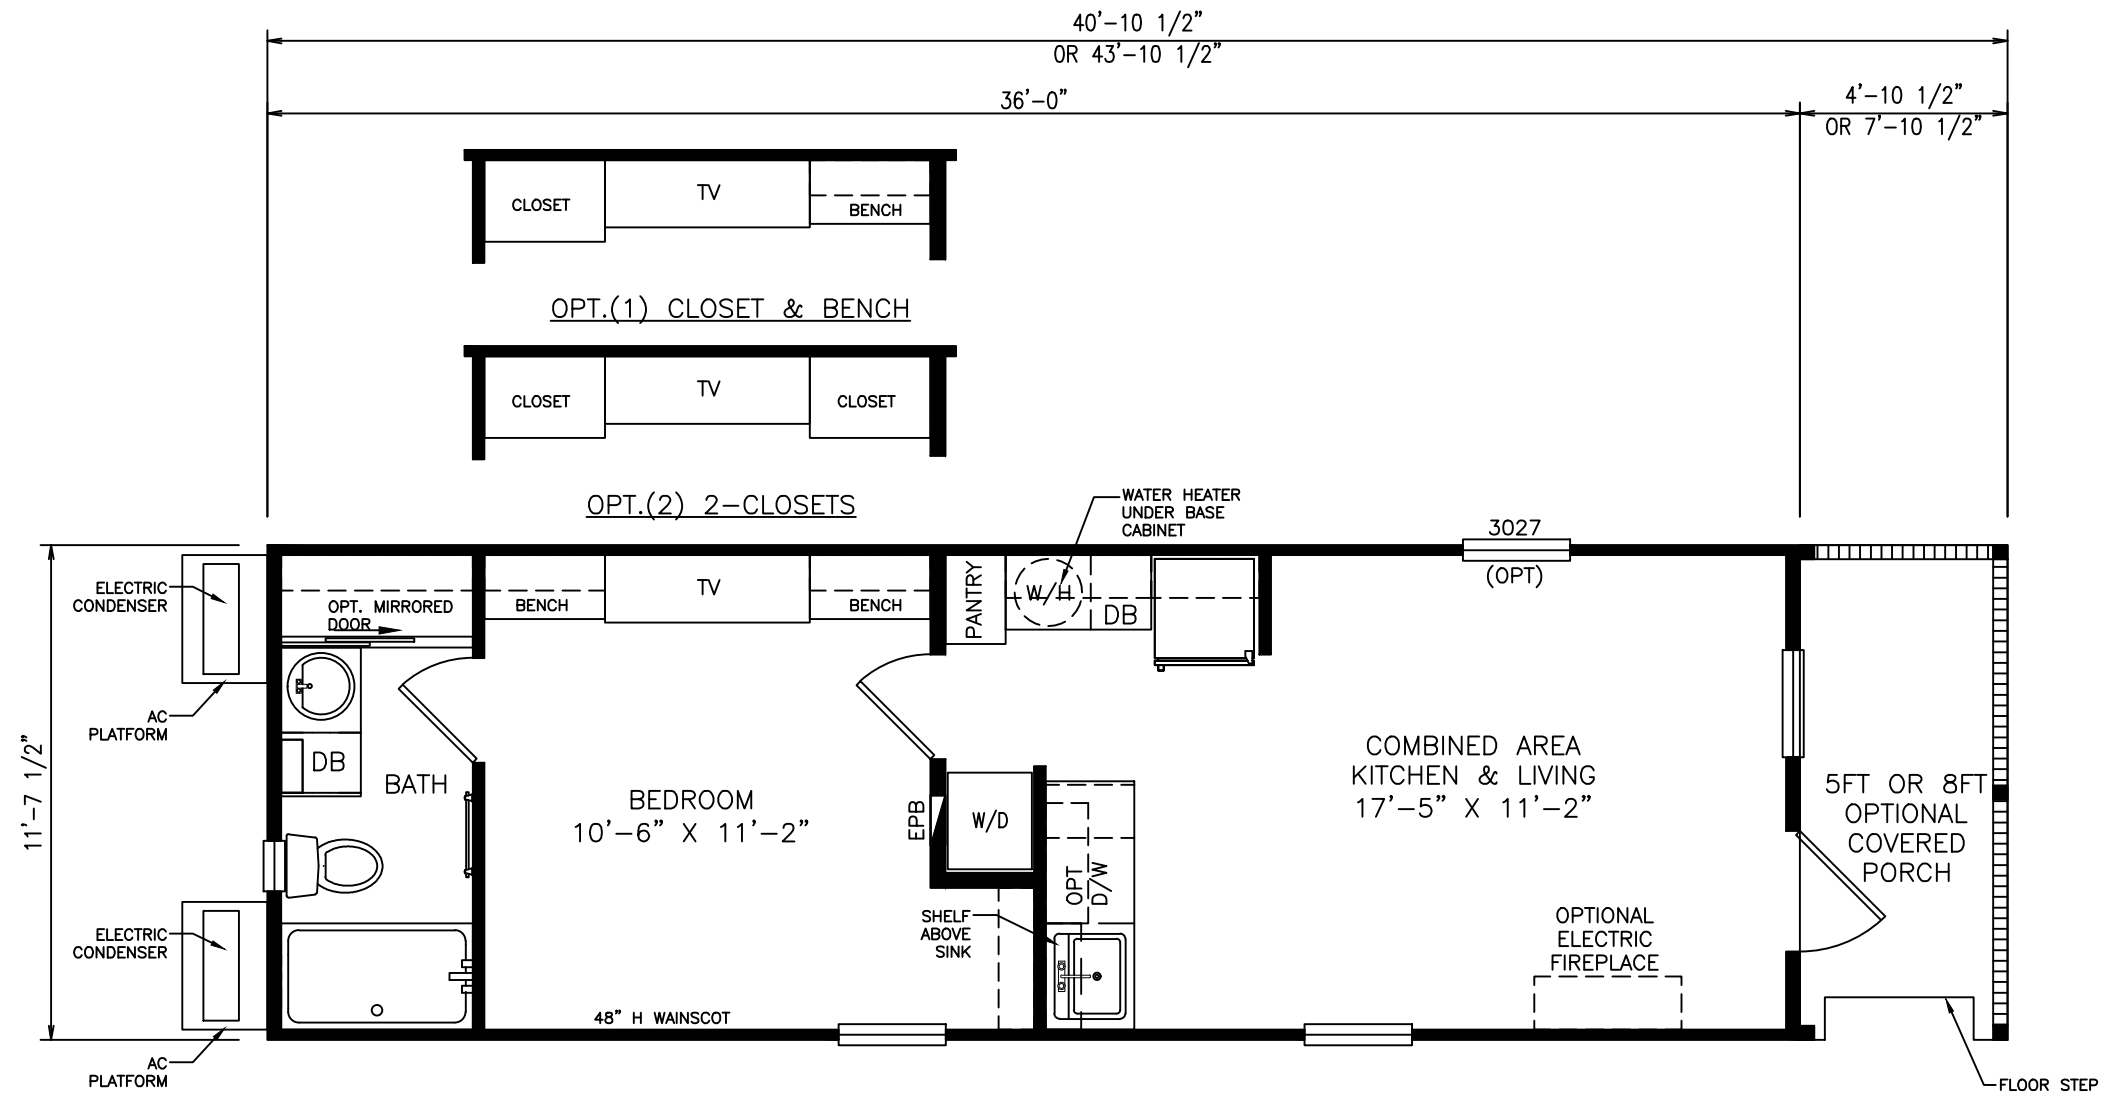 40'-10 1/2"
OR 43'-10 1/2"
36'-0"
4'-10 1/2"
OR 7'-10 1/2"
CLOSET
TV
BENCH
OPT.(1) CLOSET & BENCH
CLOSET
TV
CLOSET
OPT.(2) 2-CLOSETS
WATER HEATER
UNDER BASE
CABINET
3027
(OPT)
ELECTRIC
CONDENSER
OPT. MIRRORED
DOOR
BENCH
TV
BENCH
PANTRY
W/H
DB
AC
PLATFORM
11'-7 1/2"
DB
BATH
BEDROOM
10'-6" X 11'-2"
EPB
W/D
COMBINED AREA
KITCHEN & LIVING
17'-5" X 11'-2"
5FT OR 8FT
OPTIONAL
COVERED
PORCH
OPT
D/W
ELECTRIC
CONDENSER
SHELF
ABOVE
SINK
OPTIONAL
ELECTRIC
FIREPLACE
48" H WAINSCOT
AC
PLATFORM
FLOOR STEP